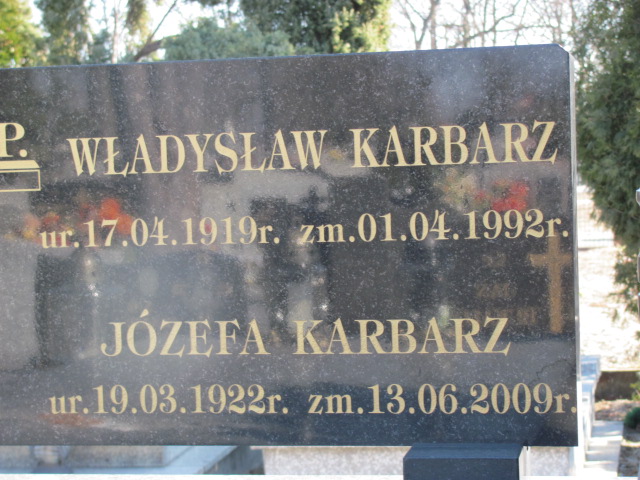 P.
WŁADYSŁAW KARBARZ
ur.17.04.1919r. zm.01.04.1992r.
JÓZEFA KARBARZ
ur.19.03.1922r. zm.13.06.2009r.